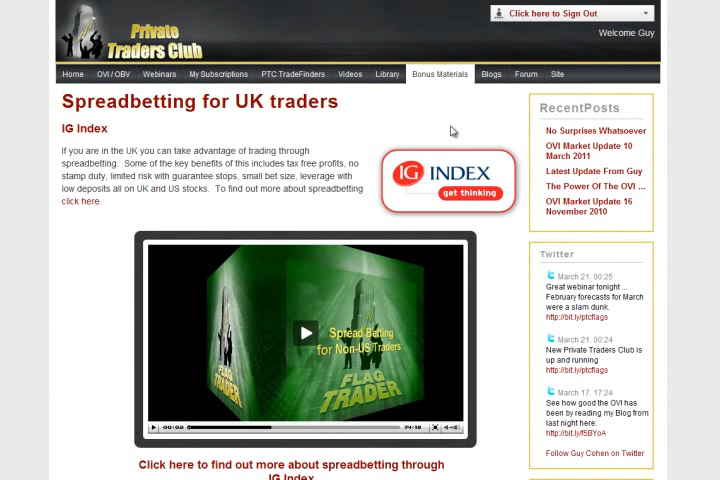 Private
Traders Club
Click here to Sign Out
Welcome Guy
Home OVI / OBV Webinars My Subscriptions PTC TradeFinders Videos Library Bonus Materials Blogs Forum Site
Spreadbetting for UK traders
IG Index
If you are in the UK you can take advantage of trading through
spreadbetting. Some of the key benefits of this includes tax free profits, no
stamp duty, limited risk with guarantee stops, small bet size, leverage with
low deposits all on UK and US stocks. To find out more about spreadbetting
click here.
IG INDEX
get thinking
Spread Betting
for Non-US Traders
FLAG
TRADER
FLAG
TRADER
00:02
14:18
Click here to find out more about spreadbetting through
IG Index
RecentPosts
No Surprises Whatsoever
OVI Market Update 10
March 2011
Latest Update From Guy
The Power Of The OVI ...
OVI Market Update 16
November 2010
Twitter
March 21. 00:25
Great webinar tonight ...
February forecasts for March
were a slam dunk.
http://bit.ly/ptcflags
March 21. 00:24
New Private Traders Club is
up and running
http://bit.ly/ptcflags
March 17. 17:24
See how good the OVI has
been by reading my Blog from
last night here:
http://bit.ly/f5BYoA
Follow Guy Cohen on Twitter